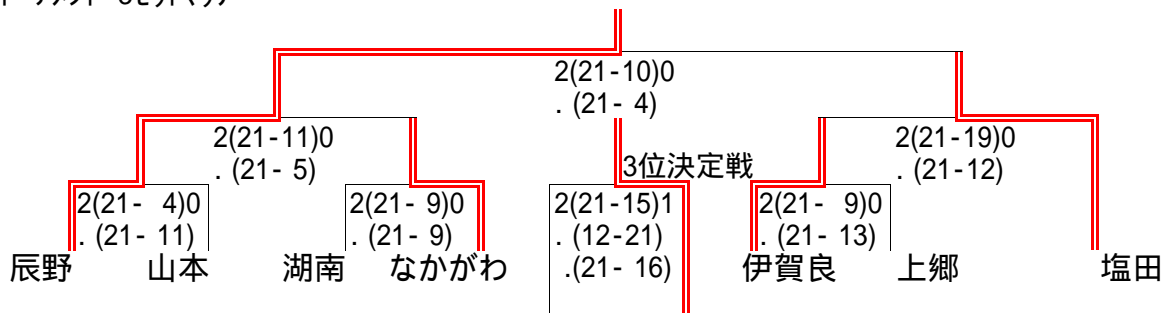 2(21-10)0
. (21- 4)
2(21-11)0
. (21- 5)
2(21-19)0
. (21-12)
3位決定戦
2(21- 4)0
. (21- 11)
2(21- 9)0
. (21- 9)
2(21-15)1
. (12-21)
.(21- 16)
2(21- 9)0
. (21- 13)
辰野 山本 湖南 なかがわ 伊賀良 上郷 塩田